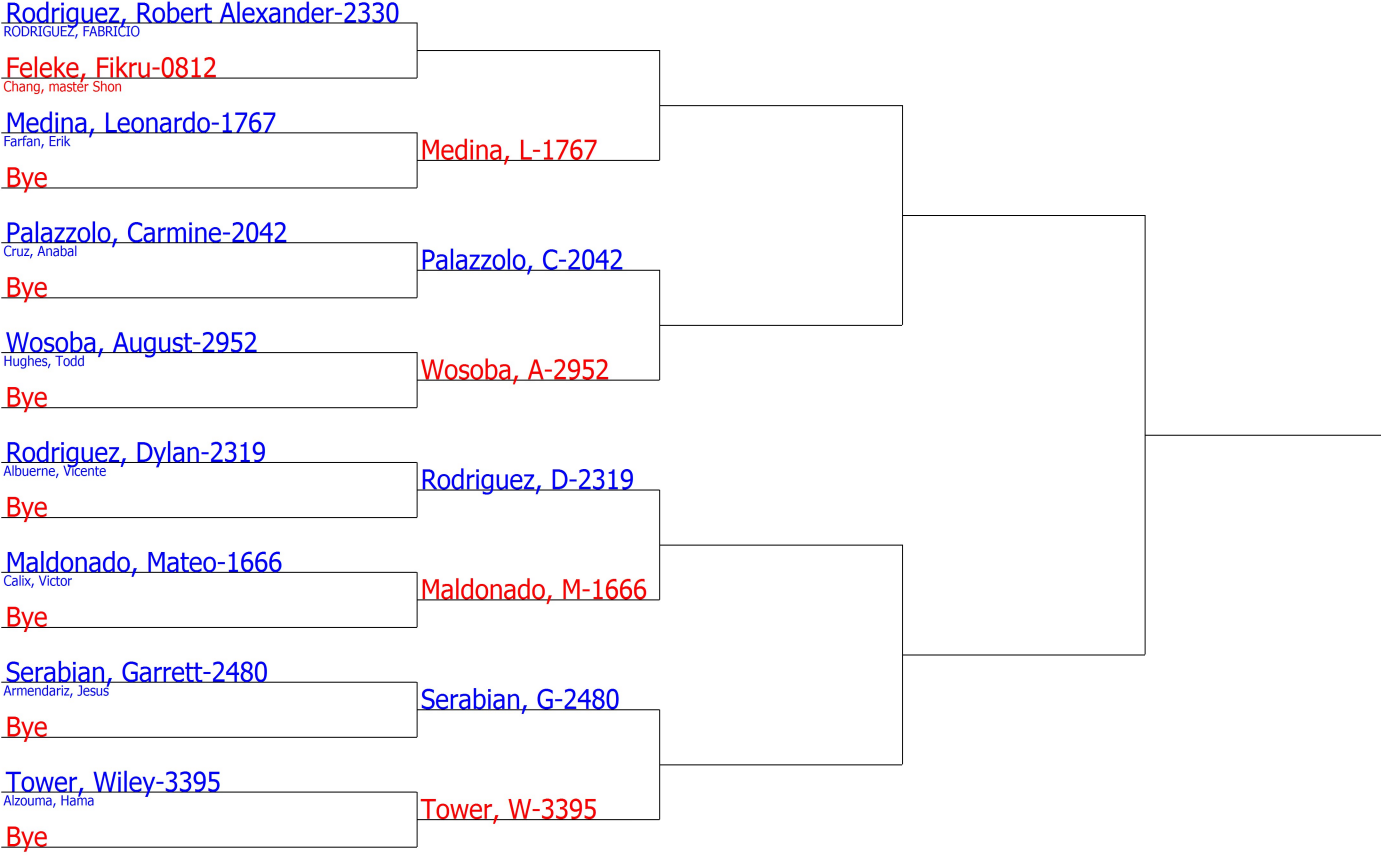 Rodriguez, Robert Alexander-2330
RODRIGUEZ, FABRICIO
Feleke, Fikru-0812
Chang, master Shon
Medina, Leonardo-1767
Farfan, Erik
Medina, L-1767
Bye
Palazzolo, Carmine-2042
Cruz, Anabal
Palazzolo, C-2042
Bye
Wosoba, August-2952
Hughes, Todd
Wosoba, A-2952
Bye
Rodriguez, Dylan-2319
Albuerne, Vicente
Rodriguez, D-2319
Bye
Maldonado, Mateo-1666
Calix, Victor
Maldonado, M-1666
Bye
Serabian, Garrett-2480
Armendariz, Jesus
Serabian, G-2480
Bye
Tower, Wiley-3395
Alzouma, Hama
Tower, W-3395
Bye